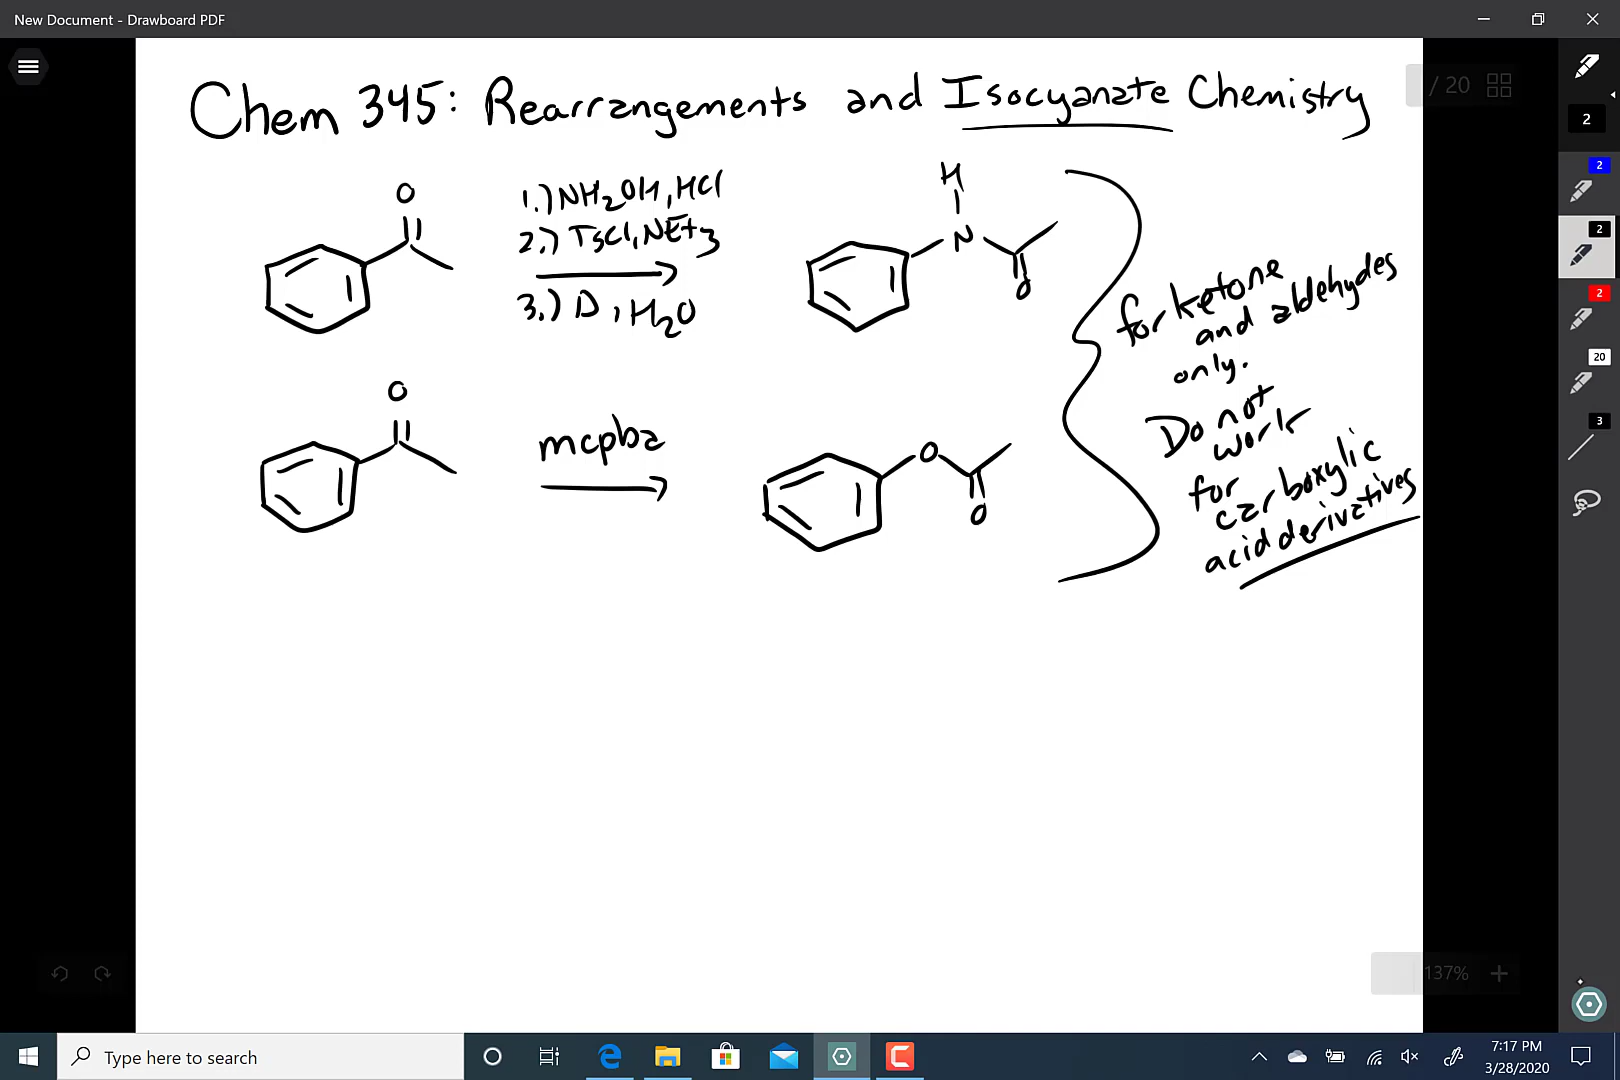 New Document - Drawboard PDF
/ 20
Chem 345: Rearrangements and Isocyanate Chemistry
O
1.) NH2OH, HCl
2.) TsCl, NEt3
3.) D, H2O
H
N
O
for ketone
and aldehydes
only.
Do not
work
for
carboxylic
acid derivatives
O
mcpba
O
O
2
2
2
2
20
3
137%
Type here to search
7:17 PM
3/28/2020